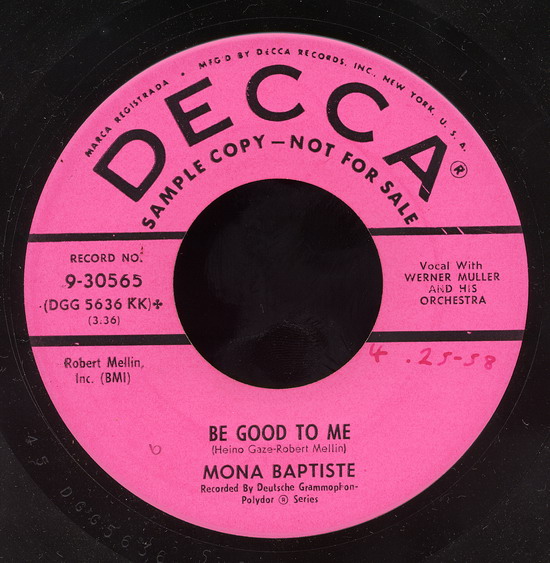 MARCA REGISTRADA • MFG'D BY DECCA RECORDS, INC., NEW YORK, U. S. A.
DECCA®
SAMPLE COPY—NOT FOR SALE
RECORD NO.
9-30565
(DGG 5636 KK)+
(3.36)
Vocal With
WERNER MULLER
AND HIS
ORCHESTRA
Robert Mellin,
Inc. (BMI)
4 . 25-58
BE GOOD TO ME
(Heino Gaze-Robert Mellin)
MONA BAPTISTE
Recorded By Deutsche Grammophon-
Polydor ® Series